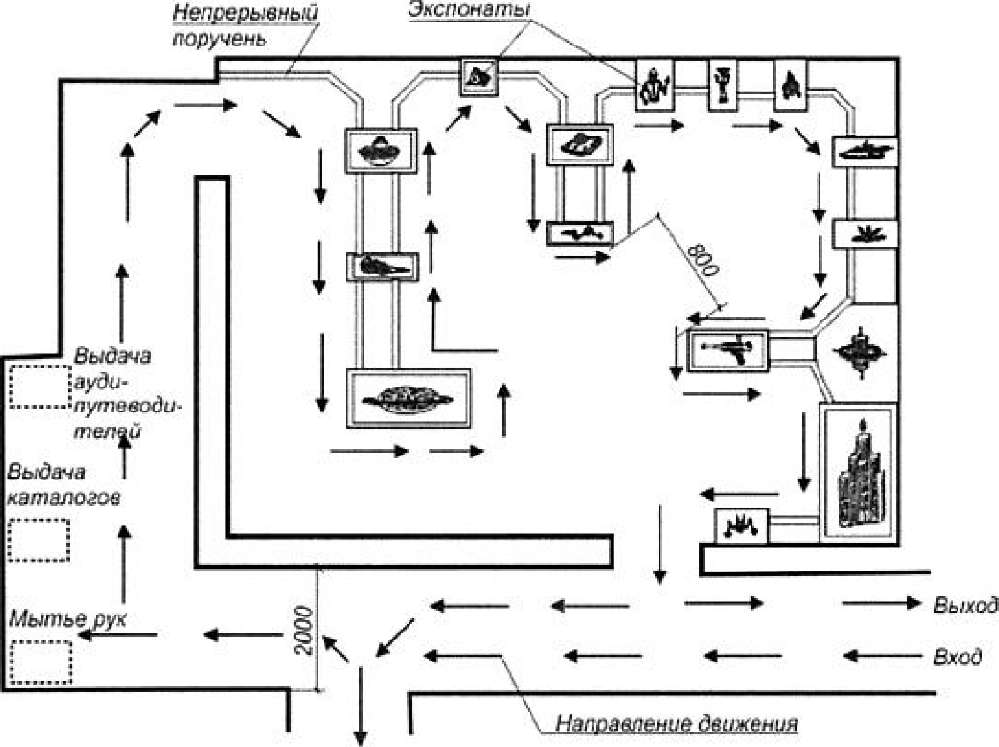 Непрерывный
поручень
Экспонаты
800
Выдача
ауди-
путеводи-
телей
Выдача
каталогов
Мытье рук
2000
Выход
Вход
Направление движения